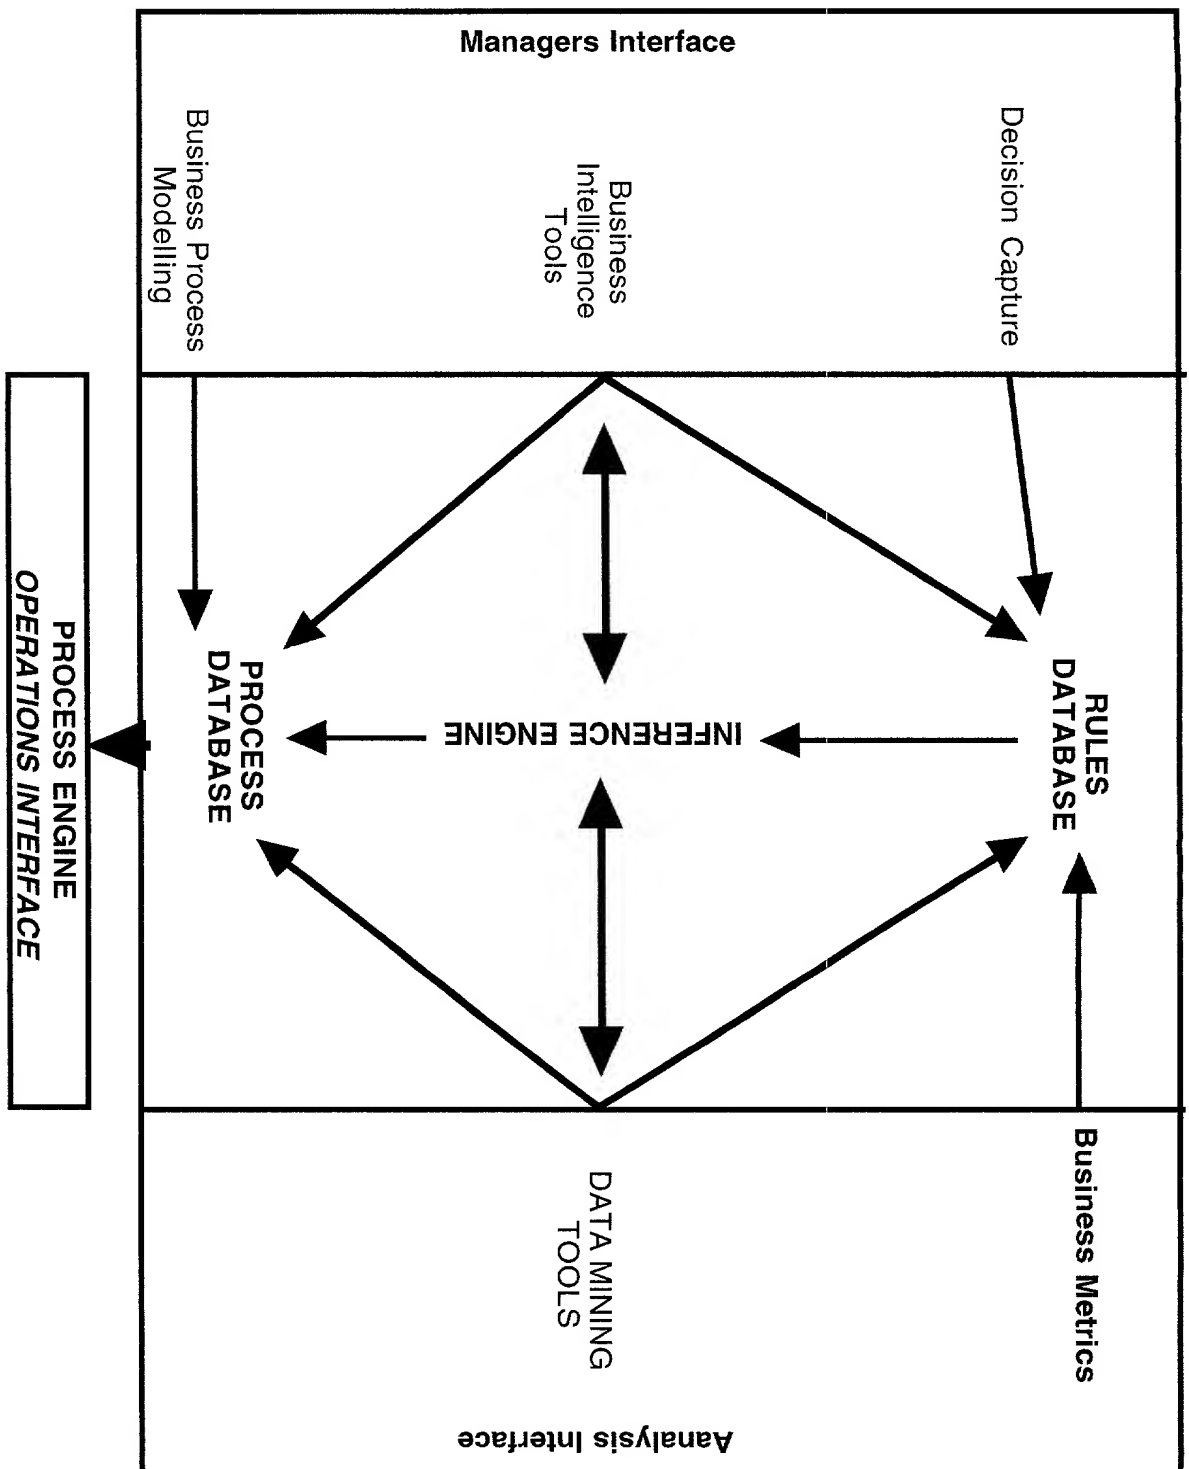 Managers Interface
Decision Capture
Business
Intelligence
Tools
Business Process
Modelling
RULES
DATABASE
INFERENCE ENGINE
PROCESS
DATABASE
PROCESS ENGINE
OPERATIONS INTERFACE
Business Metrics
DATA MINING
TOOLS
Aanalysis Interface